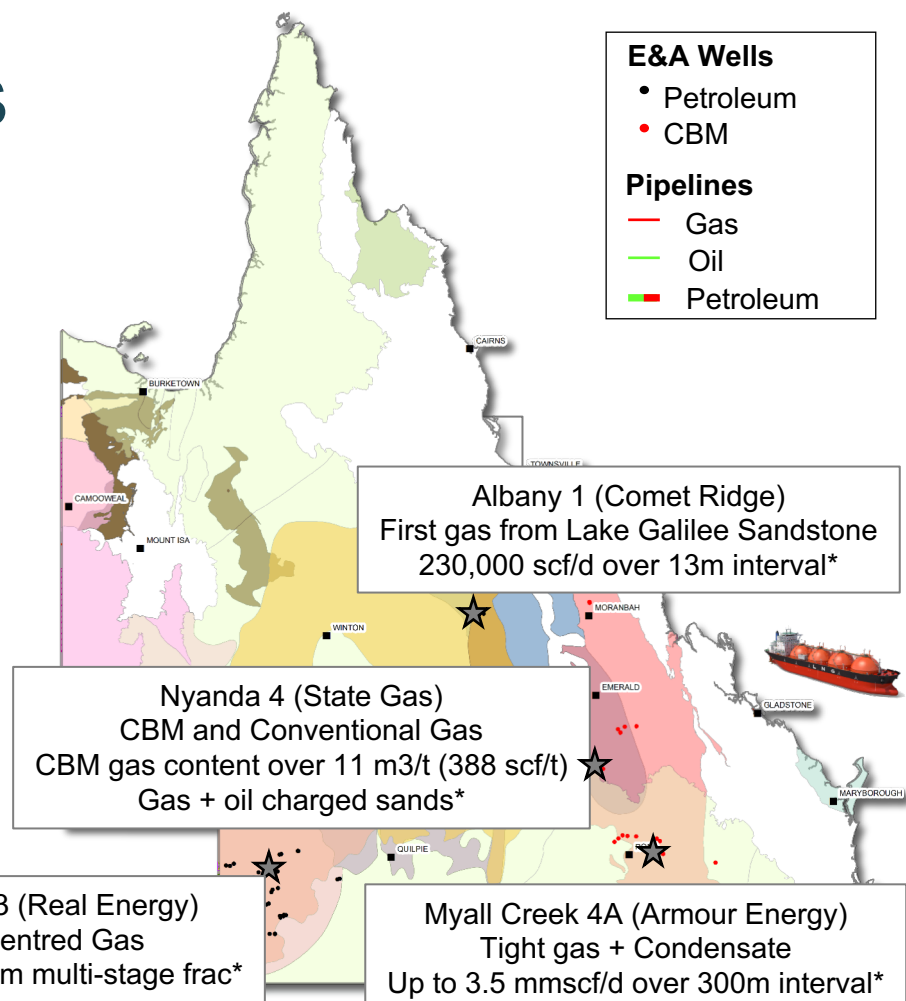 S
E&A Wells
Petroleum
CBM
Pipelines
Gas
Oil
Petroleum
CAIRNS
BURKETOWN
TOWNSVILLE
CAMOOWEAL
MOUNT ISA
Albany 1 (Comet Ridge)
First gas from Lake Galilee Sandstone
230,000 scf/d over 13m interval*
MORANBAH
WINTON
LNG
Nyanda 4 (State Gas)
CBM and Conventional Gas
CBM gas content over 11 m3/t (388 scf/t)
Gas + oil charged sands*
EMERALD
GLADSTONE
MARYBOROUGH
QUILPIE
3 (Real Energy)
entred Gas
m multi-stage frac*
Myall Creek 4A (Armour Energy)
Tight gas + Condensate
Up to 3.5 mmscf/d over 300m interval*